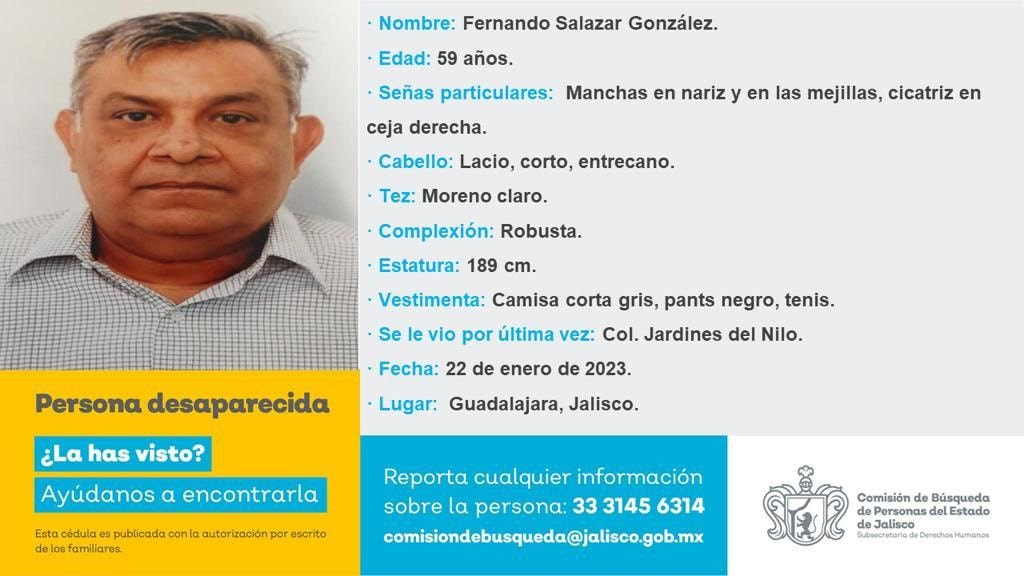 · Nombre: Fernando Salazar González.
· Edad: 59 años.
· Señas particulares: Manchas en nariz y en las mejillas, cicatriz en
ceja derecha.
· Cabello: Lacio, corto, entrecano.
· Tez: Moreno claro.
· Complexión: Robusta.
· Estatura: 189 cm.
· Vestimenta: Camisa corta gris, pants negro, tenis.
· Se le vio por última vez: Col. Jardines del Nilo.
· Fecha: 22 de enero de 2023.
· Lugar: Guadalajara, Jalisco.
Persona desaparecida
¿La has visto?
Ayúdanos a encontrarla
Esta cédula es publicada con la autorización por escrito
de los familiares.
Reporta cualquier información
sobre la persona: 33 3145 6314
comisiondebusqueda@jalisco.gob.mx
Comisión de Búsqueda
de Personas del Estado
de Jalisco
Subsecretaría de Derechos Humanos